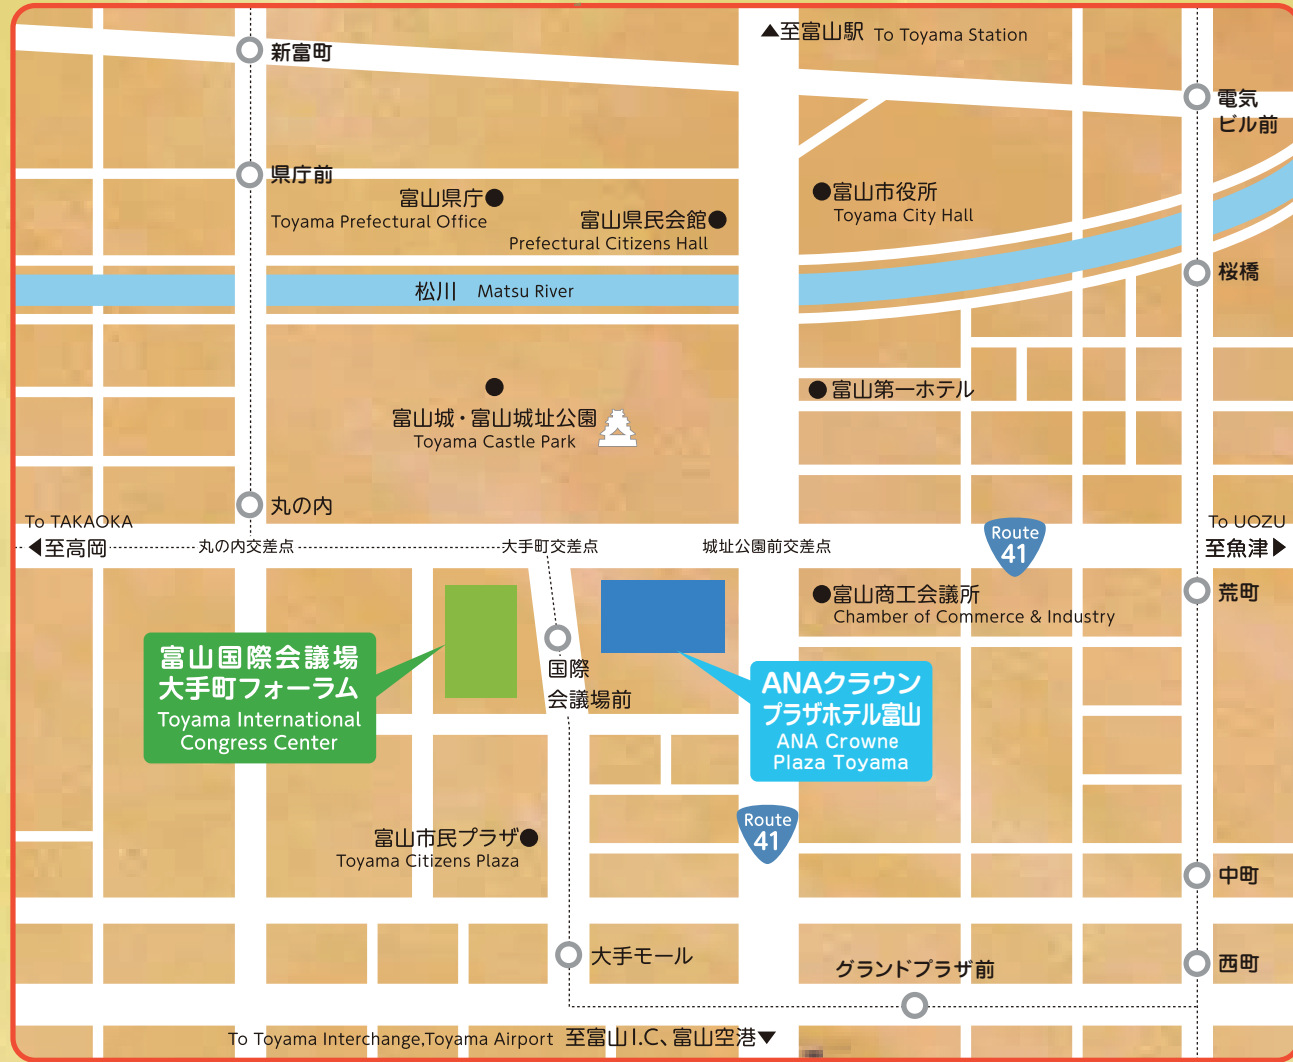 ▲至富山駅 To Toyama Station
新富町
電気
ビル前
県庁前
富山県庁●
Toyama Prefectural Office
富山県民会館●
Prefectural Citizens Hall
●富山市役所
Toyama City Hall
桜橋
松川 Matsu River
●富山第一ホテル
富山城・富山城址公園
Toyama Castle Park
丸の内
To TAKAOKA
◀至高岡
丸の内交差点
大手町交差点
城址公園前交差点
Route
41
To UOZU
至魚津▶
●富山商工会議所
Chamber of Commerce & Industry
荒町
富山国際会議場
大手町フォーラム
Toyama International
Congress Center
国際
会議場前
ANAクラウン
プラザホテル富山
ANA Crowne
Plaza Toyama
Route
41
富山市民プラザ●
Toyama Citizens Plaza
中町
大手モール
グランドプラザ前
西町
To Toyama Interchange,Toyama Airport 至富山I.C、富山空港▼